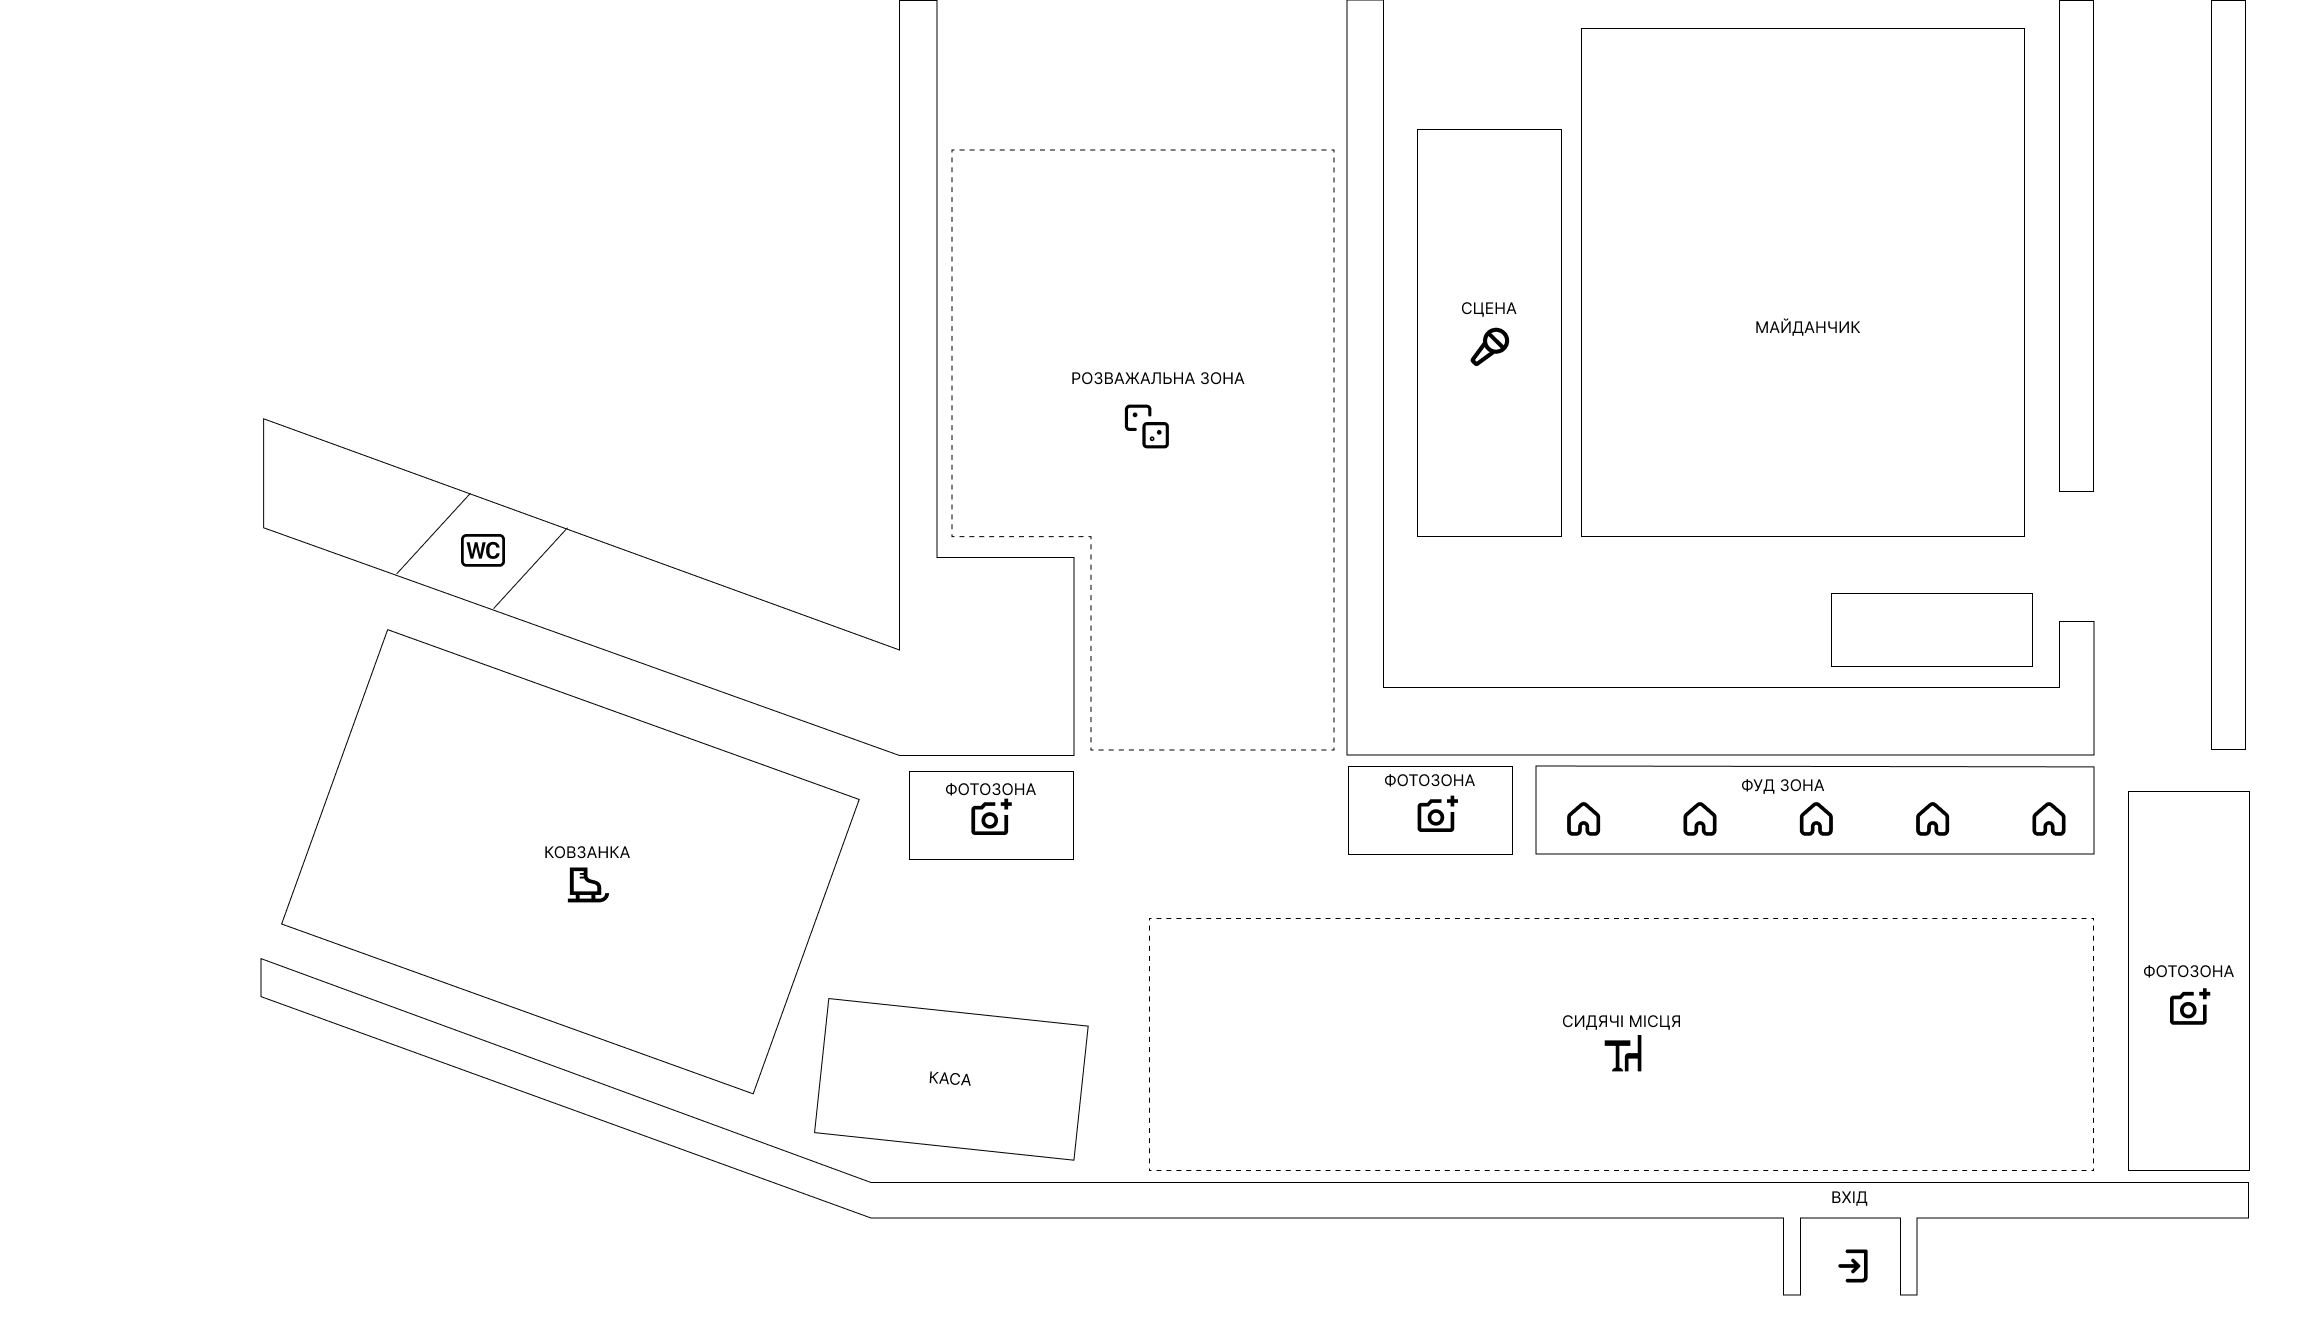 СЦЕНА
МАЙДАНЧИК
РОЗВАЖАЛЬНА ЗОНА
WC
ФОТОЗОНА
ФОТОЗОНА
ФУД ЗОНА
КОВЗАНКА
ФОТОЗОНА
СИДЯЧІ МІСЦЯ
КАСА
ВХІД